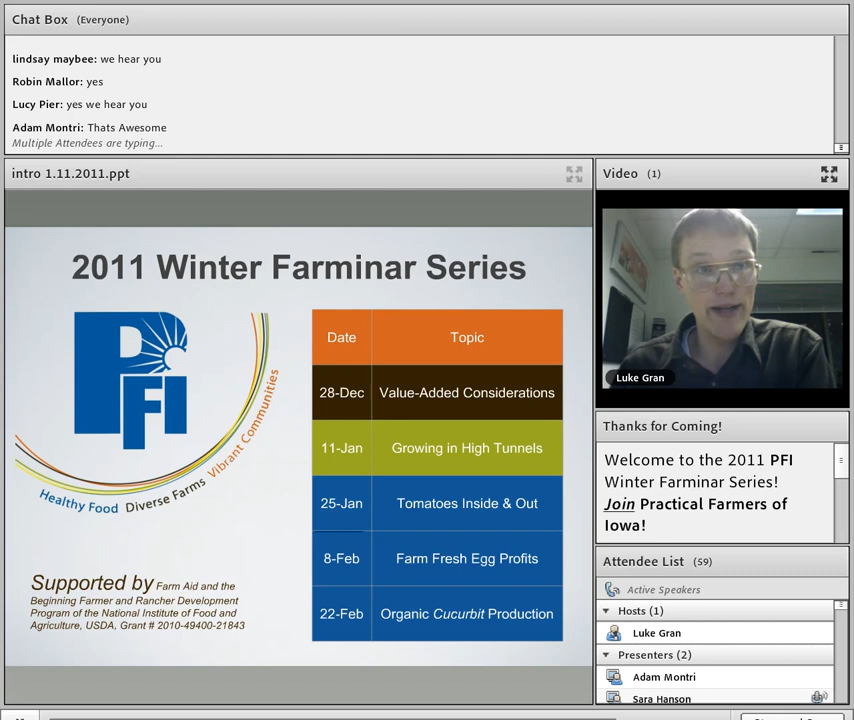 Chat Box (Everyone)
lindsay maybee: we hear you
Robin Mallor: yes
Lucy Pier: yes we hear you
Adam Montri: Thats Awesome
Multiple Attendees are typing...
intro 1.11.2011.ppt
2011 Winter Farminar Series
PFI
Healthy Food Diverse Farms Vibrant Communities
Supported by Farm Aid and the
Beginning Farmer and Rancher Development
Program of the National Institute of Food and
Agriculture, USDA, Grant # 2010-49400-21843
Date Topic
28-Dec Value-Added Considerations
11-Jan Growing in High Tunnels
25-Jan Tomatoes Inside & Out
8-Feb Farm Fresh Egg Profits
22-Feb Organic Cucurbit Production
Video (1)
Luke Gran
Thanks for Coming!
Welcome to the 2011 PFI
Winter Farminar Series!
Join Practical Farmers of
Iowa!
Attendee List (59)
Active Speakers
Hosts (1)
Luke Gran
Presenters (2)
Adam Montri
Sara Hanson